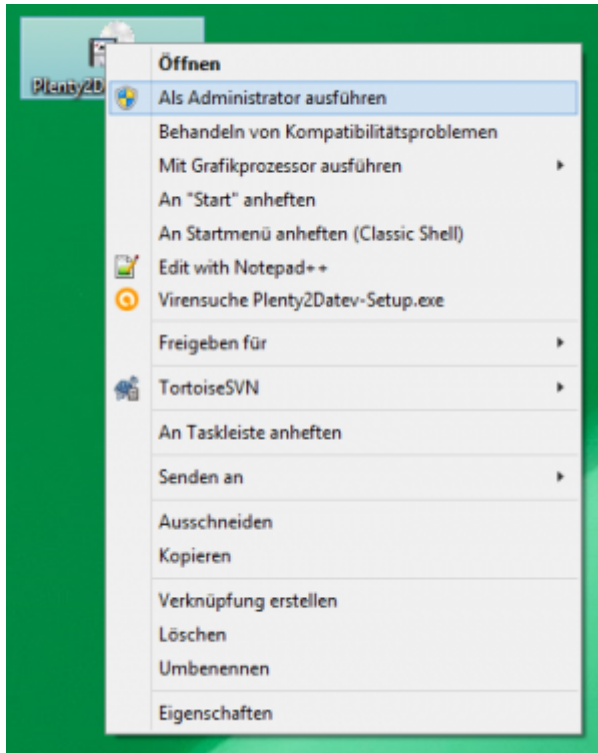 Plenty2D
Öffnen
Als Administrator ausführen
Behandeln von Kompatibilitätsproblemen
Mit Grafikprozessor ausführen
An "Start" anheften
An Startmenü anheften (Classic Shell)
Edit with Notepad++
Virensuche Plenty2Datev-Setup.exe
Freigeben für
TortoiseSVN
An Taskleiste anheften
Senden an
Ausschneiden
Kopieren
Verknüpfung erstellen
Löschen
Umbenennen
Eigenschaften